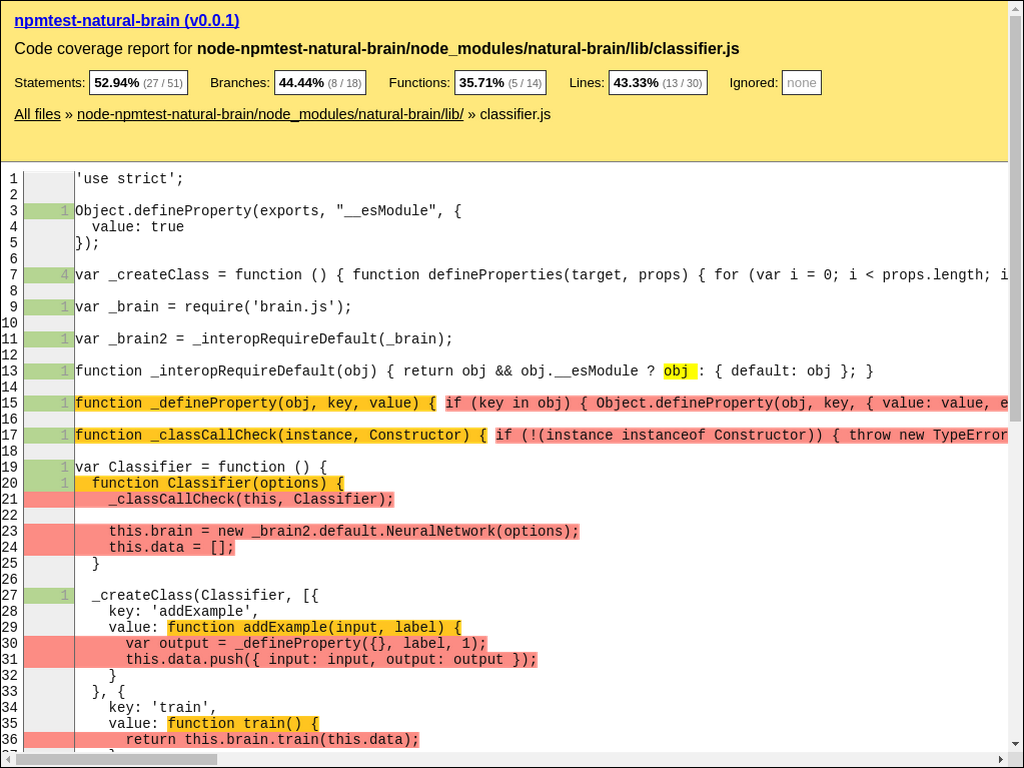 npmtest-natural-brain (v0.0.1)
Code coverage report for node-npmtest-natural-brain/node_modules/natural-brain/lib/classifier.js
Statements: 52.94% (27 / 51) Branches: 44.44% (8 / 18) Functions: 35.71% (5 / 14) Lines: 43.33% (13 / 30) Ignored: none
All files » node-npmtest-natural-brain/node_modules/natural-brain/lib/ » classifier.js
1 'use strict';
2
3 1 Object.defineProperty(exports, "__esModule", {
4 value: true
5 });
6
7 4 var _createClass = function () { function defineProperties(target, props) { for (var i = 0; i < props.length; i
8
9 1 var _brain = require('brain.js');
10
11 1 var _brain2 = _interopRequireDefault(_brain);
12
13 1 function _interopRequireDefault(obj) { return obj && obj.__esModule ? obj : { default: obj }; }
14
15 1 function _defineProperty(obj, key, value) { if (key in obj) { Object.defineProperty(obj, key, { value: value, e
16
17 1 function _classCallCheck(instance, Constructor) { if (!(instance instanceof Constructor)) { throw new TypeError
18
19 1 var Classifier = function () {
20 1 function Classifier(options) {
21 _classCallCheck(this, Classifier);
22
23 this.brain = new _brain2.default.NeuralNetwork(options);
24 this.data = [];
25 }
26
27 1 _createClass(Classifier, [{
28 key: 'addExample',
29 value: function addExample(input, label) {
30 var output = _defineProperty({}, label, 1);
31 this.data.push({ input: input, output: output });
32 }
33 }, {
34 key: 'train',
35 value: function train() {
36 return this.brain.train(this.data);